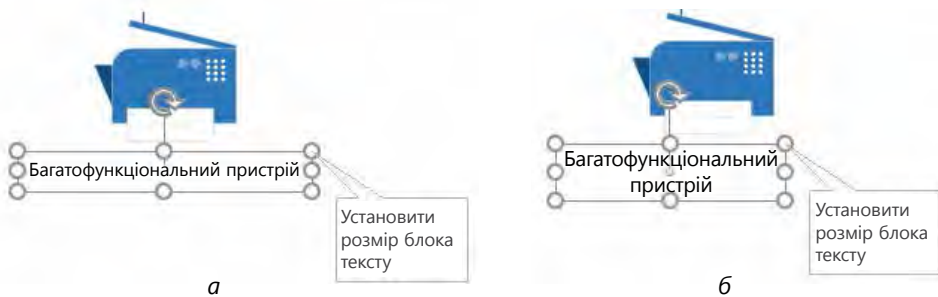 Багатофункціональний пристрій
Установити
розмір блока
тексту
а
Багатофункціональний
пристрій
Установити
розмір блока
тексту
б